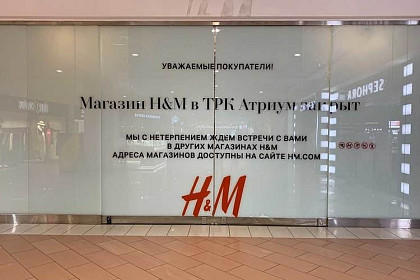 УВАЖАЕМЫЕ ПОКУПАТЕЛИ!
Магазин H&M в ТРК Атриум закрыт
МЫ С НЕТЕРПЕНИЕМ ЖДЕМ ВСТРЕЧИ С ВАМИ
В ДРУГИХ МАГАЗИНАХ H&M
АДРЕСА МАГАЗИНОВ ДОСТУПНЫ НА САЙТЕ HM.COM
H&M
SEPHORA